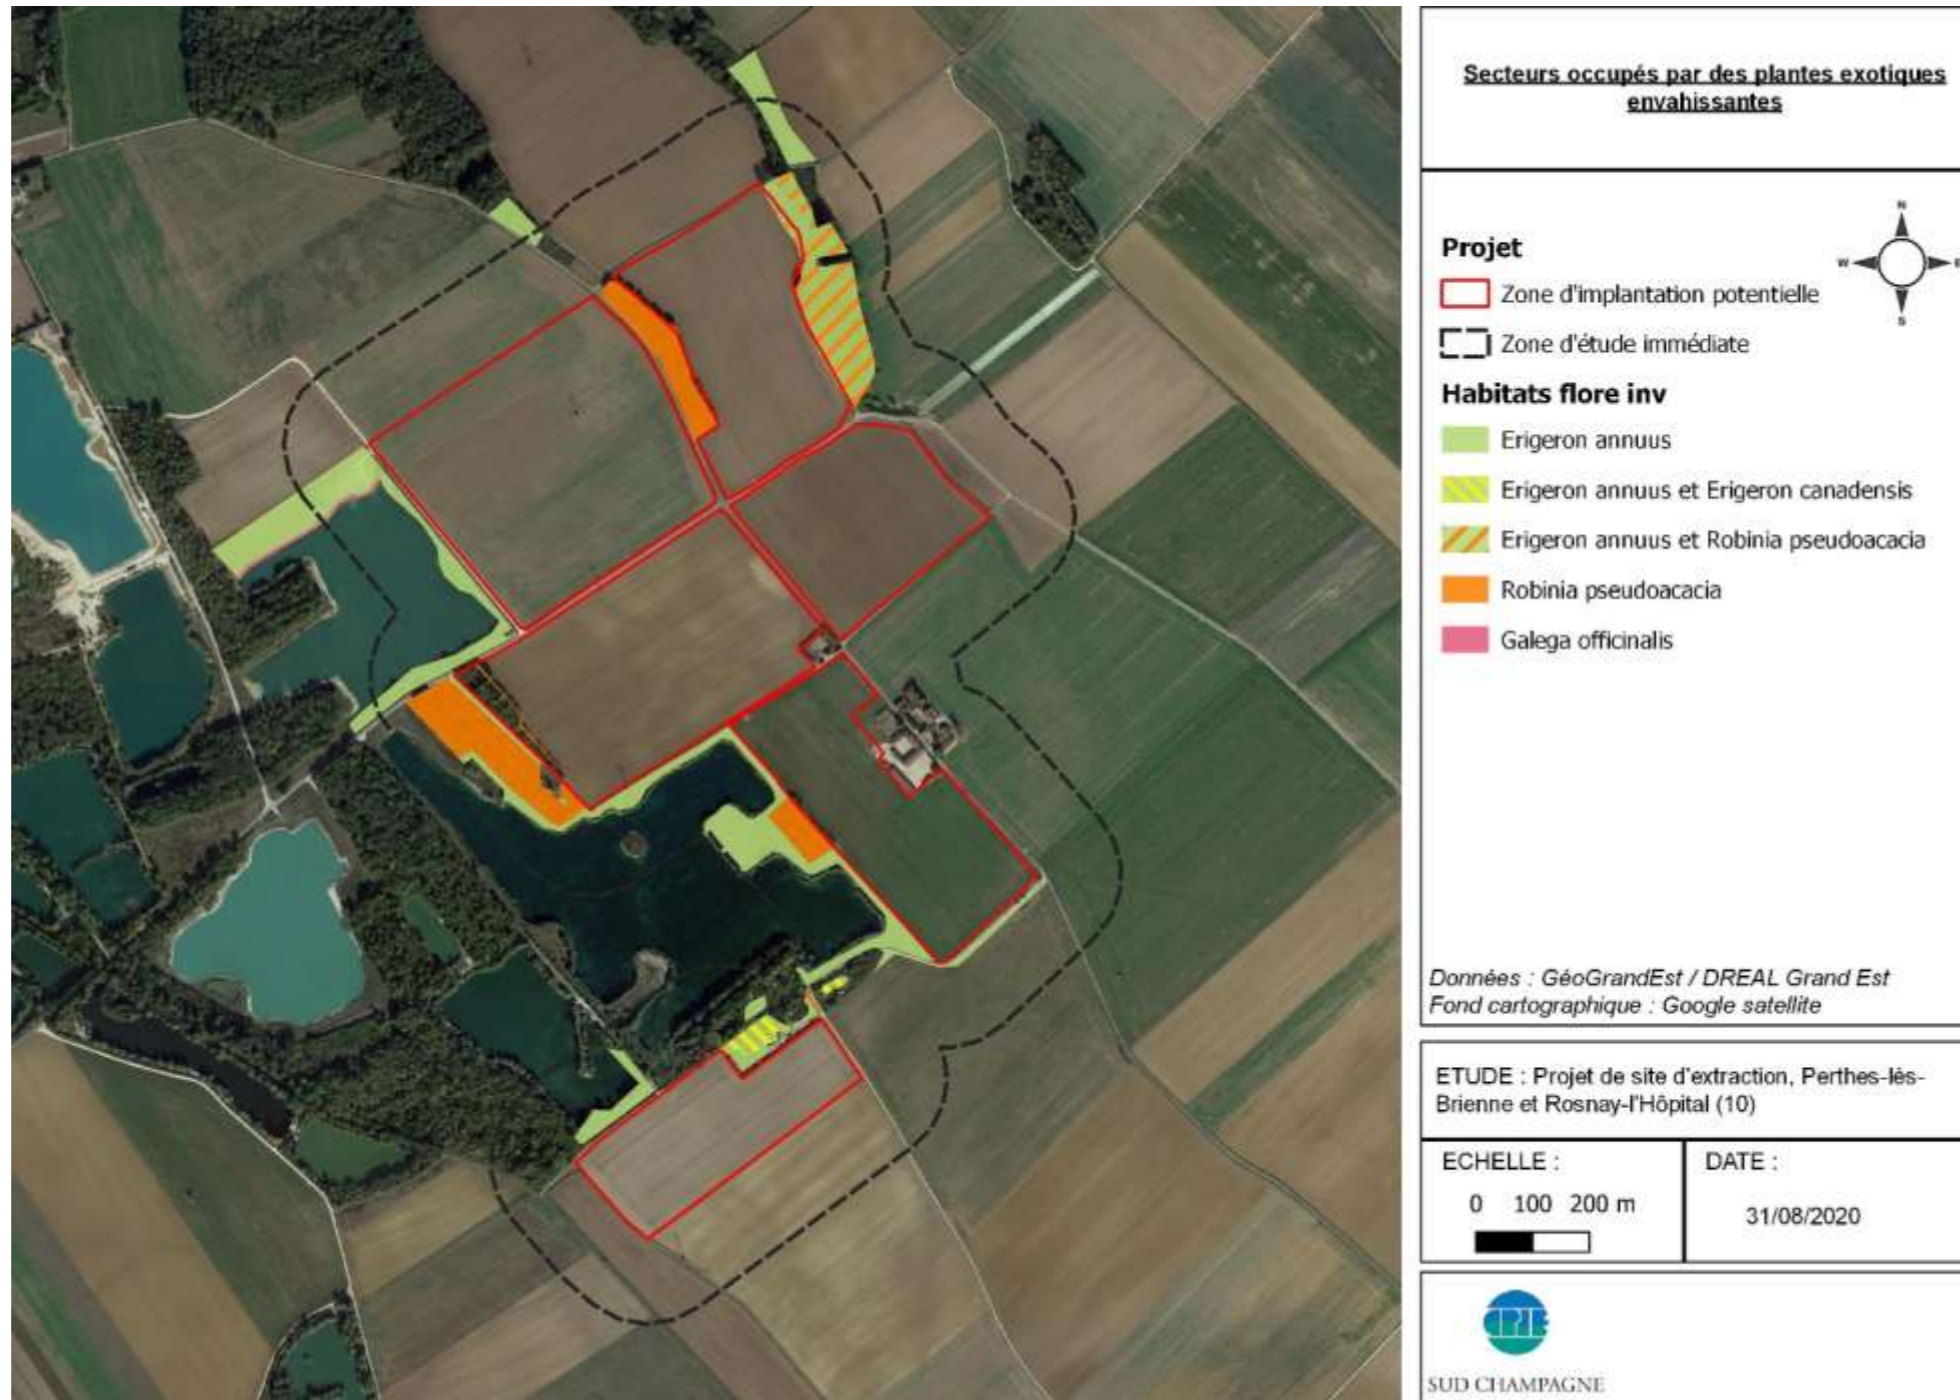 Secteurs occupés par des plantes exotiques
envahissantes
N
W
E
S
Projet
Zone d'implantation potentielle
Zone d'étude immédiate
Habitats flore inv
Erigeron annuus
Erigeron annuus et Erigeron canadensis
Erigeron annuus et Robinia pseudoacacia
Robinia pseudoacacia
Galega officinalis
Données : GéoGrandEst / DREAL Grand Est
Fond cartographique : Google satellite
ETUDE : Projet de site d'extraction, Perthes-lès-
Brienne et Rosnay-l'Hôpital (10)
ECHELLE :
0 100 200 m
DATE :
31/08/2020
CPIE
SUD CHAMPAGNE